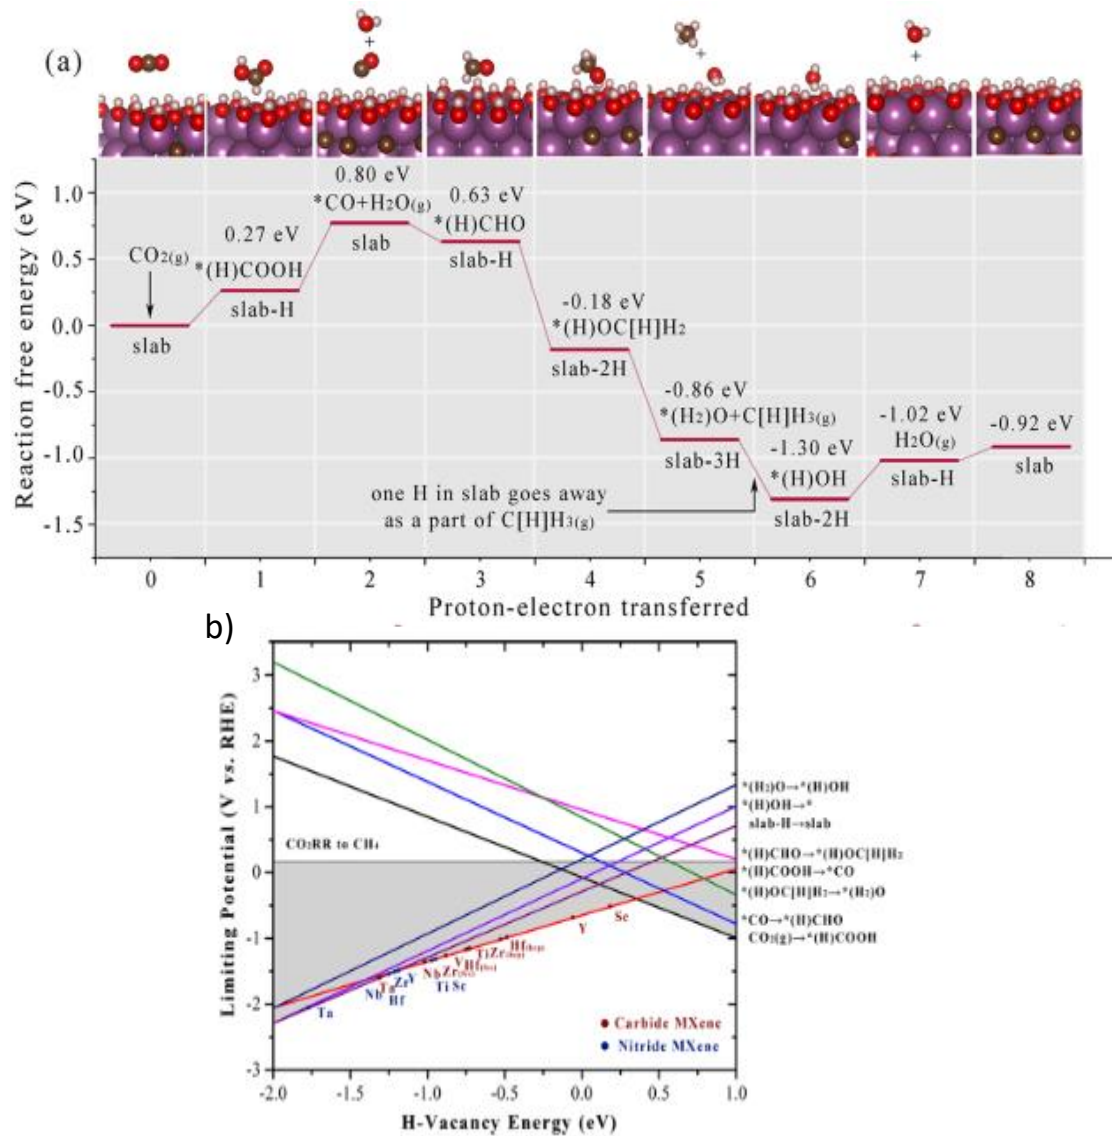 (a)
+
+
+
Reaction free energy (eV)
1.0
0.5
0.0
-0.5
-1.0
-1.5
CO2(g)
slab
0.27 eV
*(H)COOH
slab-H
0.80 eV
*CO+H2O(g)
slab
0.63 eV
*(H)CHO
slab-H
-0.18 eV
*(H)OC[H]H2
slab-2H
-0.86 eV
*(H2)O+C[H]H3(g)
slab-3H
one H in slab goes away
as a part of C[H]H3(g)
-1.30 eV
*(H)OH
slab-2H
-1.02 eV
H2O(g)
slab-H
-0.92 eV
slab
0 1 2 3 4 5 6 7 8
Proton-electron transferred
b)
Limiting Potential (V vs. RHE)
3
2
1
0
-1
-2
-3
CO2RR to CH4
*(H2)O→*(H)OH
*(H)OH→*
slab-H→slab
*(H)CHO→*(H)OC[H]H2
*(H)COOH→*CO
*(H)OC[H]H2→*(H2)O
*CO→*(H)CHO
CO2(g)→*(H)COOH
Sc
Y
Hf(hcp)
Zr(hcp)
Ti
Hf(fcc)
V
Zr(fcc)
Nb
Ta
Ti Sc
Y
Zr
Nb
Hf
Ta
Carbide MXene
Nitride MXene
-2.0 -1.5 -1.0 -0.5 0.0 0.5 1.0
H-Vacancy Energy (eV)